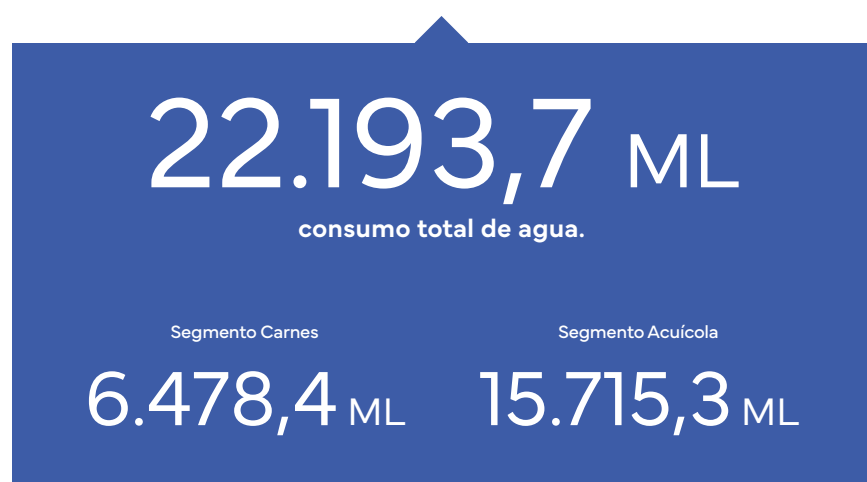 22.193,7 ML
consumo total de agua.
Segmento Carnes
6.478,4 ML
Segmento Acuícola
15.715,3 ML